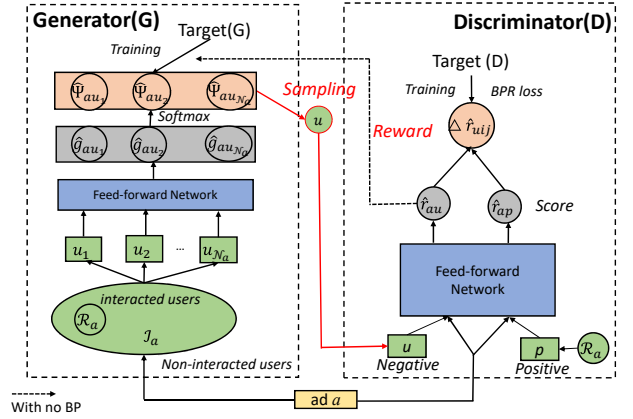 Generator(G)
Target(G)
Training
Ψ̂au1 Ψ̂au2 Ψ̂auNa
Softmax
ĝau1 ĝau2 ĝauNa
Feed-forward Network
u1 u2 ... uNa
interacted users
Ra
Ia
Non-interacted users
With no BP
ad a
Sampling
u
Reward
Discriminator(D)
Target (D)
Training BPR loss
△ r̂uij
r̂au r̂ap Score
Feed-forward
Network
u p Ra
Negative Positive